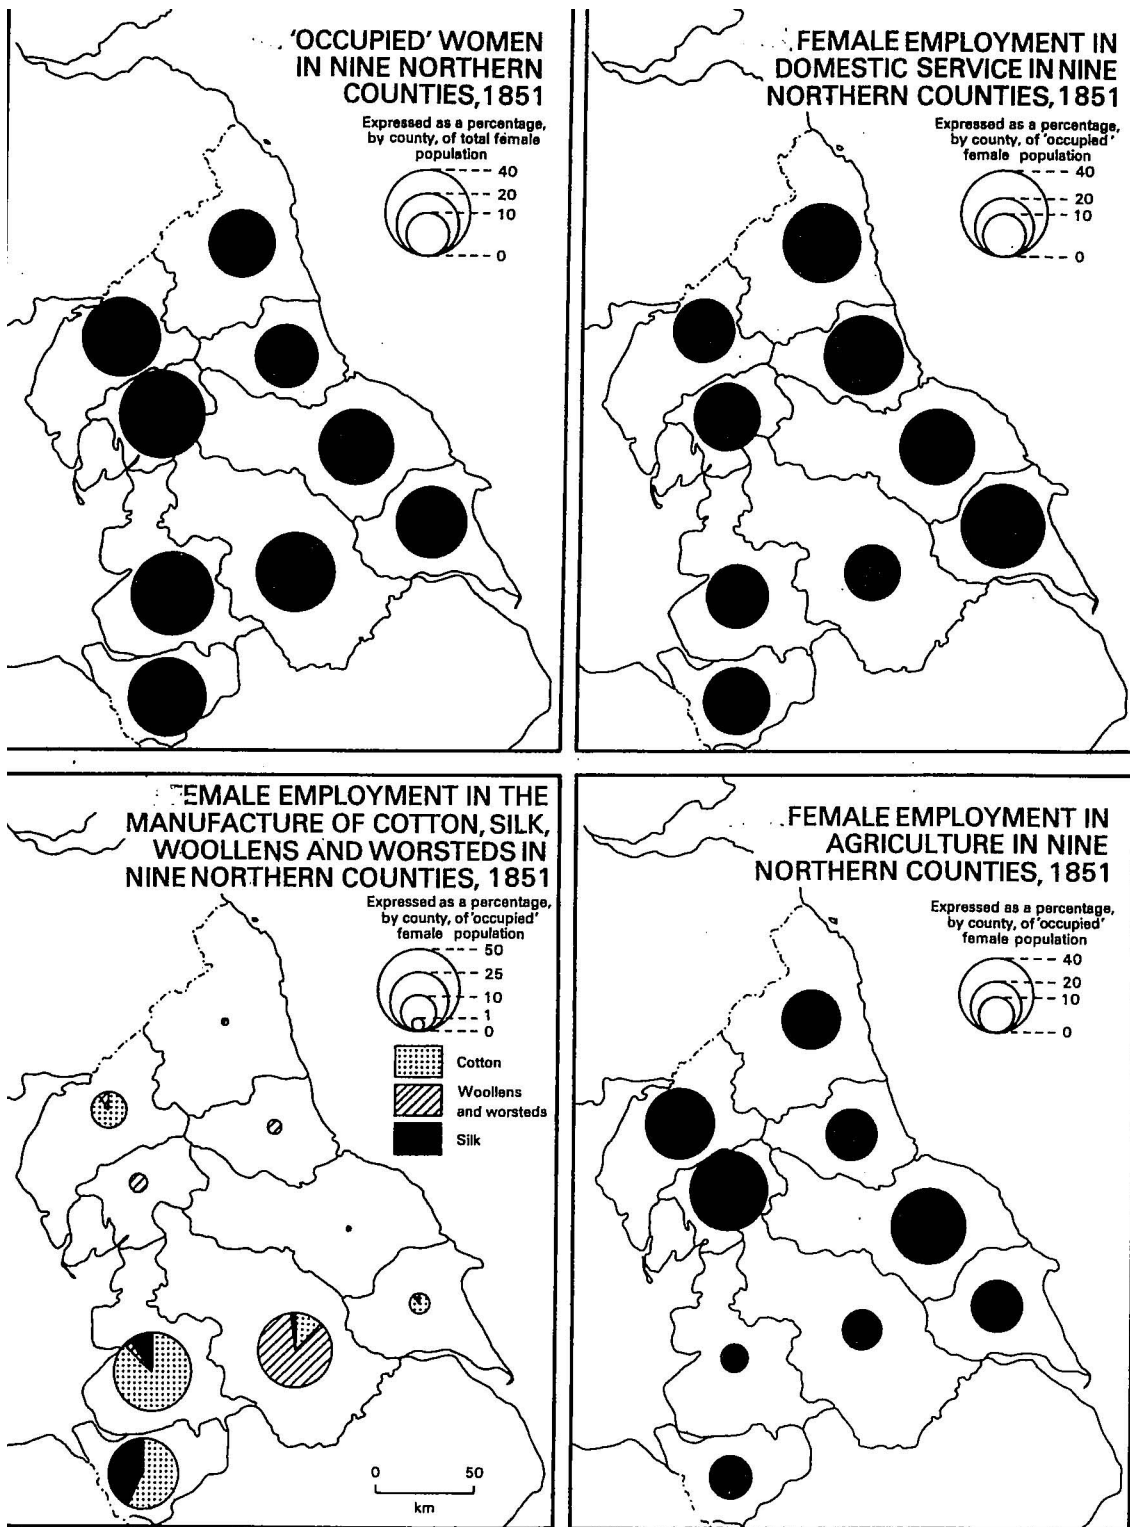 'OCCUPIED' WOMEN
IN NINE NORTHERN
COUNTIES, 1851
Expressed as a percentage,
by county, of total female
population
40
20
10
0
FEMALE EMPLOYMENT IN
DOMESTIC SERVICE IN NINE
NORTHERN COUNTIES, 1851
Expressed as a percentage,
by county, of 'occupied'
female population
40
20
10
0
FEMALE EMPLOYMENT IN THE
MANUFACTURE OF COTTON, SILK,
WOOLLENS AND WORSTEDS IN
NINE NORTHERN COUNTIES, 1851
Expressed as a percentage,
by county, of 'occupied'
female population
50
25
10
1
0
Cotton
Woollens
and worsteds
Silk
0 50
km
FEMALE EMPLOYMENT IN
AGRICULTURE IN NINE
NORTHERN COUNTIES, 1851
Expressed as a percentage,
by county, of 'occupied'
female population
40
20
10
0